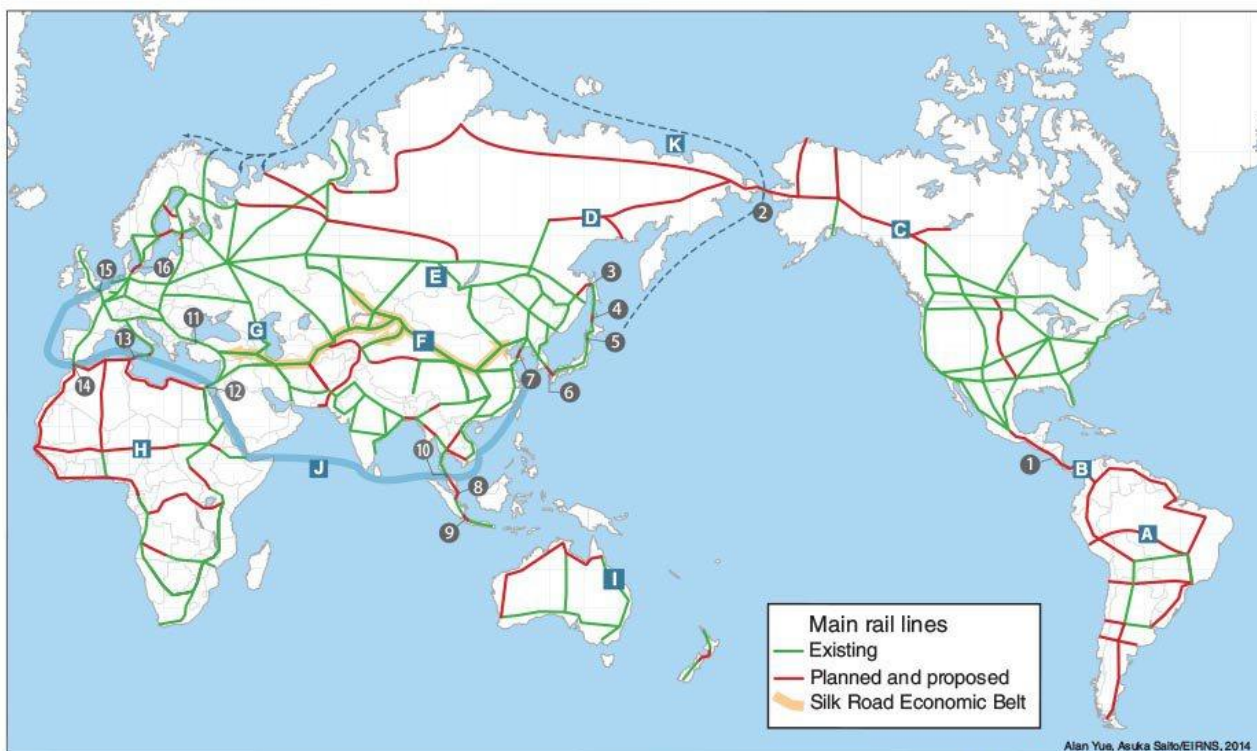 K
2
D
C
15
16
E
3
4
11
G
F
5
13
14
12
7
6
H
10
1
B
J
8
9
A
I
Main rail lines
Existing
Planned and proposed
Silk Road Economic Belt
Alan Yue, Asuka Saito/EIRNS, 2014